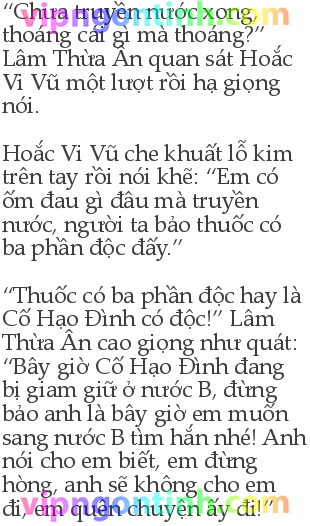 “Chưa truyền nước xong,
vipngontinh.com
thoáng cái gì mà thoáng?”
Lâm Thừa Ân quan sát Hoắc
Vi Vũ một lượt rồi hạ giọng
nói.
Hoắc Vi Vũ che khuất lỗ kim
trên tay rồi nói khẽ: “Em có
ốm đau gì đâu mà truyền
nước, người ta bảo thuốc có
ba phần độc đấy.”
“Thuốc có ba phần độc hay là
Cố Hạo Đình có độc!” Lâm
Thừa Ân cao giọng như quát:
“Bây giờ Cố Hạo Đình đang
bị giam giữ ở nước B, đừng
bảo anh là bây giờ em muốn
sang nước B tìm hắn nhé! Anh
nói cho em biết, em đừng
hòng, anh sẽ không cho em
đi, em quên chuyện ấy đi!”
vipngontinh.com